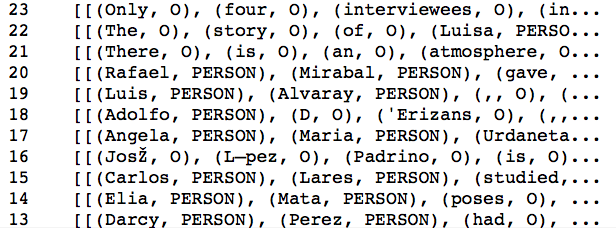 23 [[(Only, O), (four, O), (interviewees, O), (in...
22 [[(The, O), (story, O), (of, O), (Luisa, PERSO...
21 [[(There, O), (is, O), (an, O), (atmosphere, O...
20 [[(Rafael, PERSON), (Mirabal, PERSON), (gave, ...
19 [[(Luis, PERSON), (Alvaray, PERSON), (,, O), (...
18 [[(Adolfo, PERSON), (D, O), ('Erizans, O), (,,...
17 [[(Angela, PERSON), (Maria, PERSON), (Urdaneta...
16 [[(JosŽ, O), (L—pez, O), (Padrino, O), (is, O)...
15 [[(Carlos, PERSON), (Lares, PERSON), (studied,...
14 [[(Elia, PERSON), (Mata, PERSON), (poses, O), ...
13 [[(Darcy, PERSON), (Perez, PERSON), (had, O), ...